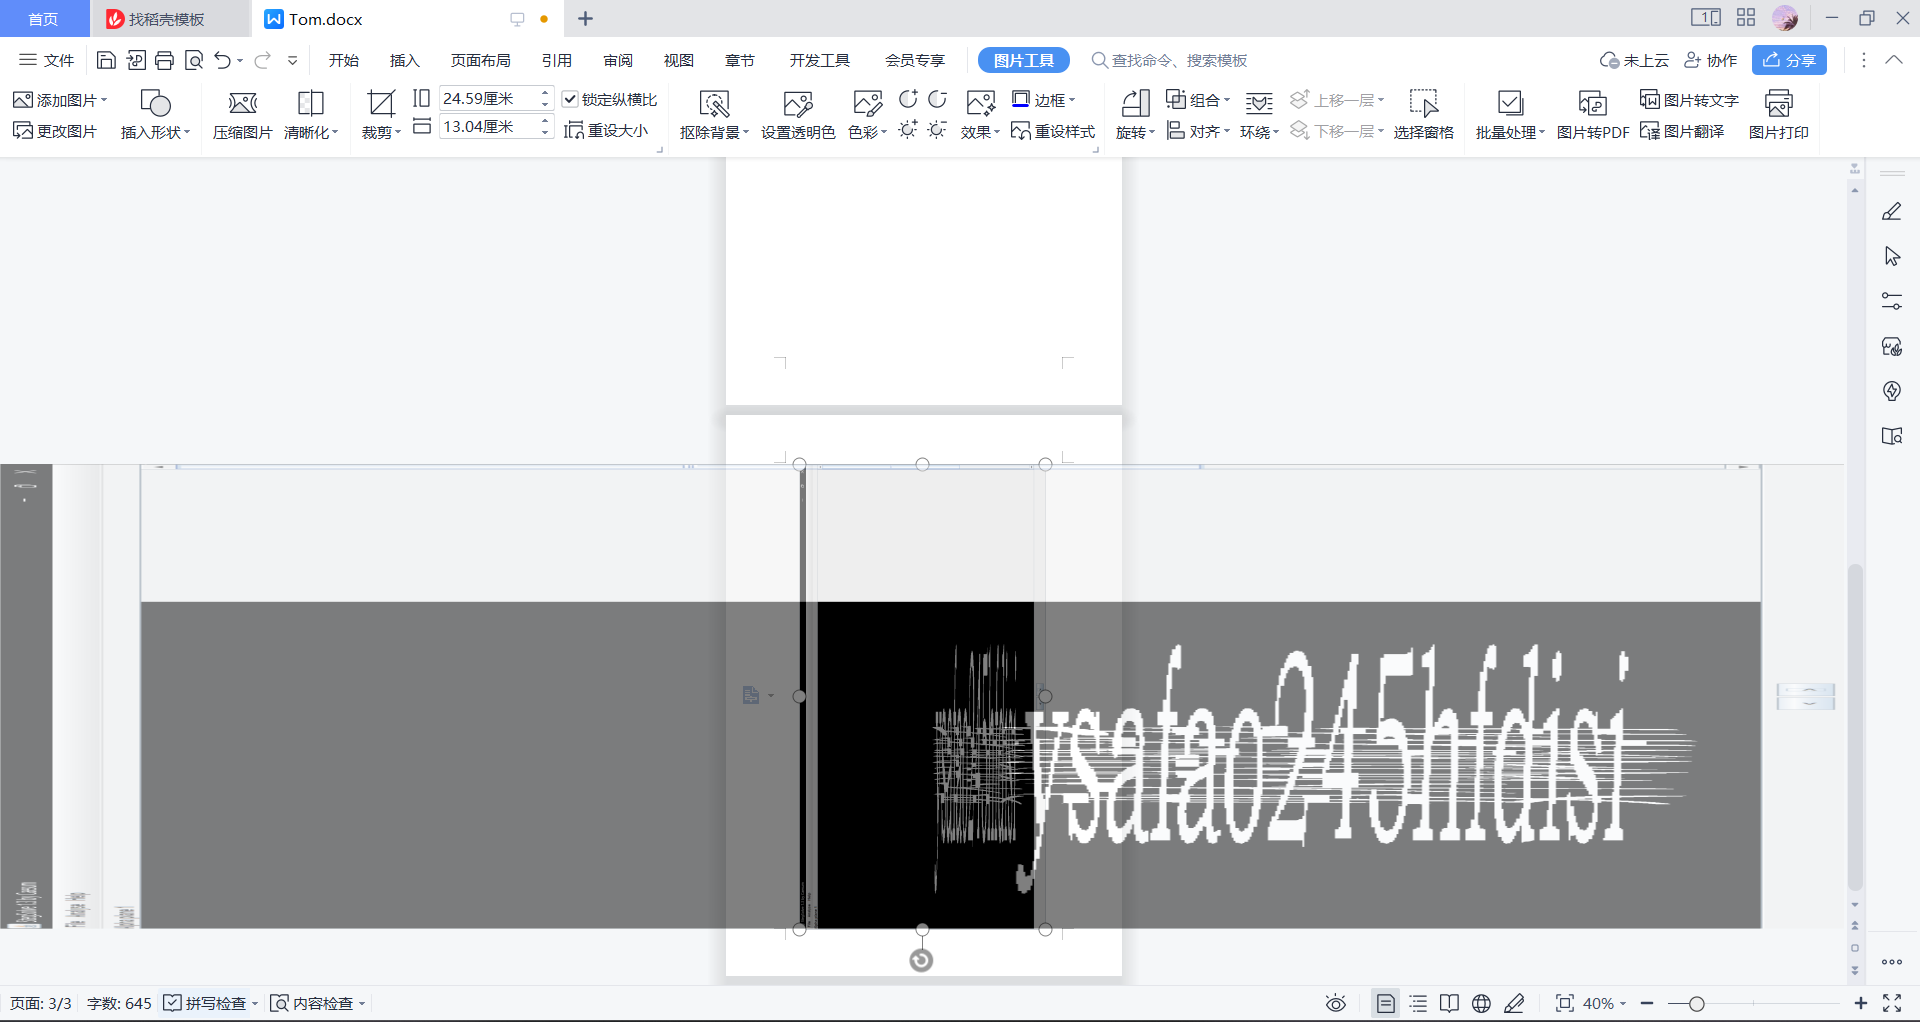 首页 找稻壳模板 Tom.docx
文件 开始 插入 页面布局 引用 审阅 视图 章节 开发工具 会员专享 图片工具 查找命令、搜索模板 未上云 协作 分享
添加图片 24.59厘米 锁定纵横比 边框 组合 上移一层 图片转文字
更改图片 插入形状 压缩图片 清晰化 裁剪 13.04厘米 重设大小 抠除背景 设置透明色 色彩 效果 重设样式 旋转 对齐 环绕 下移一层 选择窗格 批量处理 图片转PDF 图片翻译 图片打印
ysafao245hfdisi
页面: 3/3 字数: 645 拼写检查 内容检查 40%